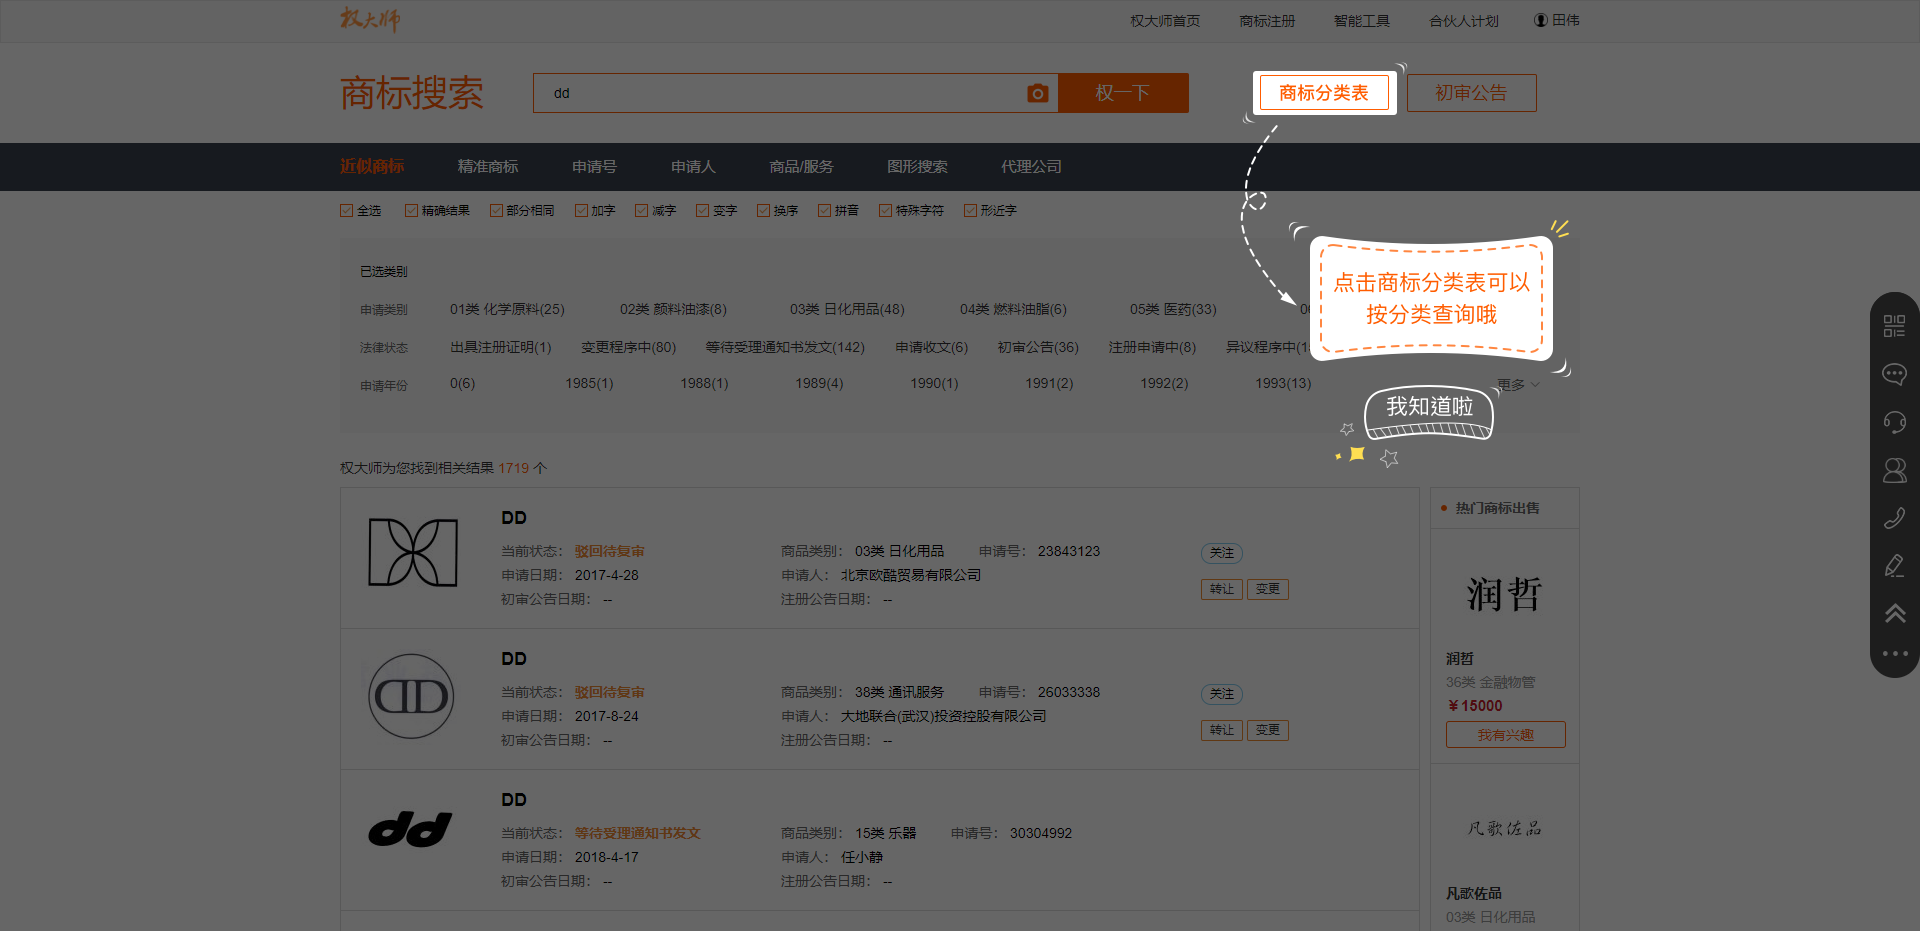 权大师
权大师首页 商标注册 智能工具 合伙人计划 田伟
商标搜索 dd 权一下 商标分类表 初审公告
近似商标 精准商标 申请号 申请人 商品/服务 图形搜索 代理公司
全选 精确结果 部分相同 加字 减字 变字 换序 拼音 特殊字符 形近字
已选类别
申请类别 01类 化学原料(25) 02类 颜料油漆(8) 03类 日化用品(48) 04类 燃料油脂(6) 05类 医药(33)
点击商标分类表可以
按分类查询哦
法律状态 出具注册证明(1) 变更程序中(80) 等待受理通知书发文(142) 申请收文(6) 初审公告(36) 注册申请中(8) 异议程序中(1
申请年份 0(6) 1985(1) 1988(1) 1989(4) 1990(1) 1991(2) 1992(2) 1993(13) 更多
我知道啦
权大师为您找到相关结果 1719 个
DD
当前状态： 驳回待复审 商品类别： 03类 日化用品 申请号： 23843123 关注
申请日期： 2017-4-28 申请人： 北京欧酷贸易有限公司 转让 变更
初审公告日期： -- 注册公告日期： --
DD
DD
当前状态： 驳回待复审 商品类别： 38类 通讯服务 申请号： 26033338 关注
申请日期： 2017-8-24 申请人： 大地联合(武汉)投资控股有限公司 转让 变更
初审公告日期： -- 注册公告日期： --
dd
DD
当前状态： 等待受理通知书发文 商品类别： 15类 乐器 申请号： 30304992
申请日期： 2018-4-17 申请人： 任小静
初审公告日期： -- 注册公告日期： --
热门商标出售
润哲
润哲
36类 金融物管
￥15000
我有兴趣
凡歌佐品
凡歌佐品
03类 日化用品